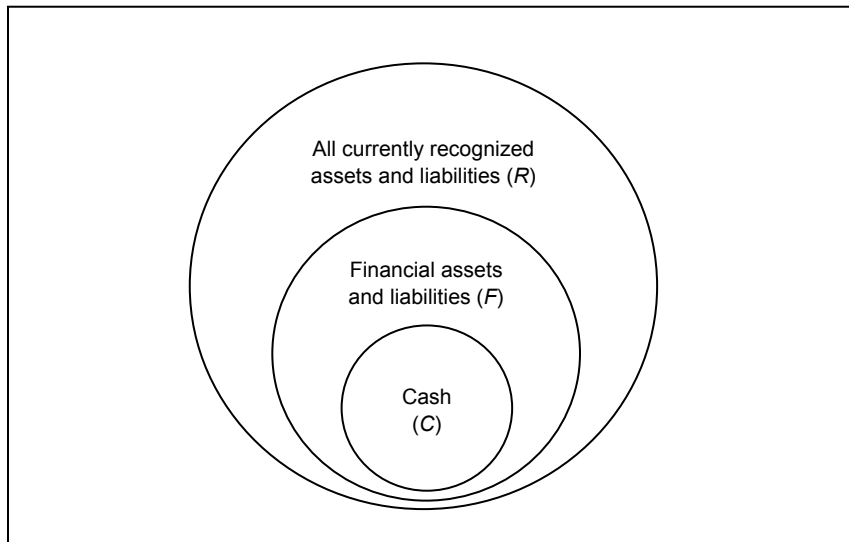 All currently recognized
assets and liabilities (R)
Financial assets
and liabilities (F)
Cash
(C)